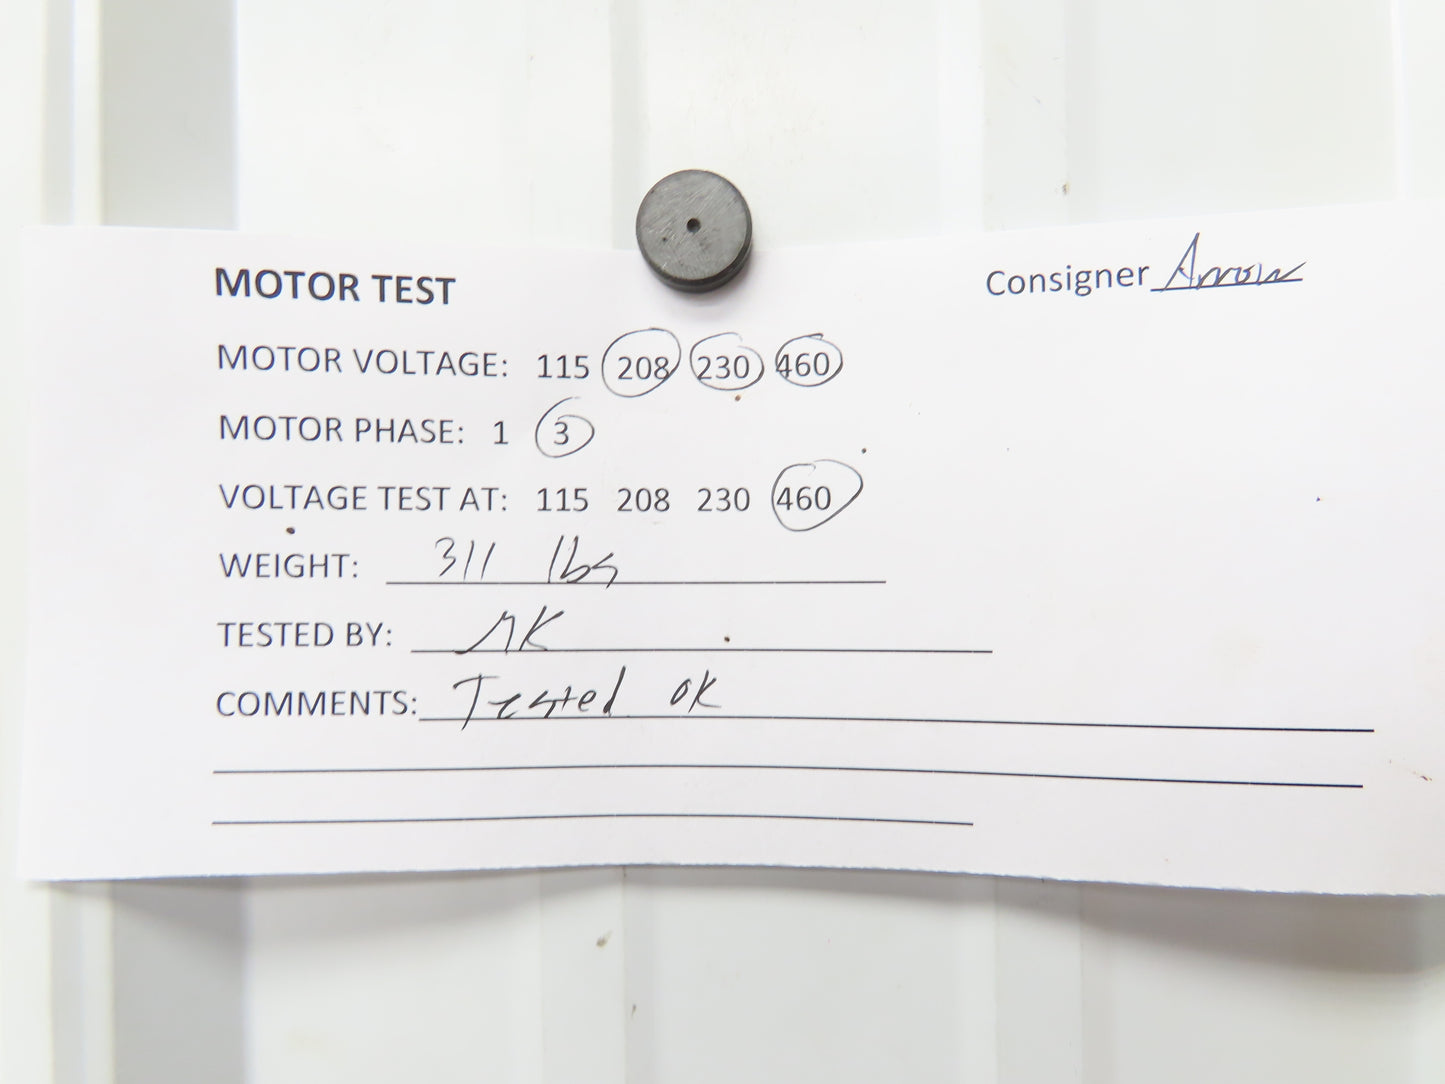 MOTOR TEST
Consigner Arrow
MOTOR VOLTAGE: 115 208 230 460
MOTOR PHASE: 1 3
VOLTAGE TEST AT: 115 208 230 460
WEIGHT: 311 lbs
TESTED BY: MK
COMMENTS: Tested OK